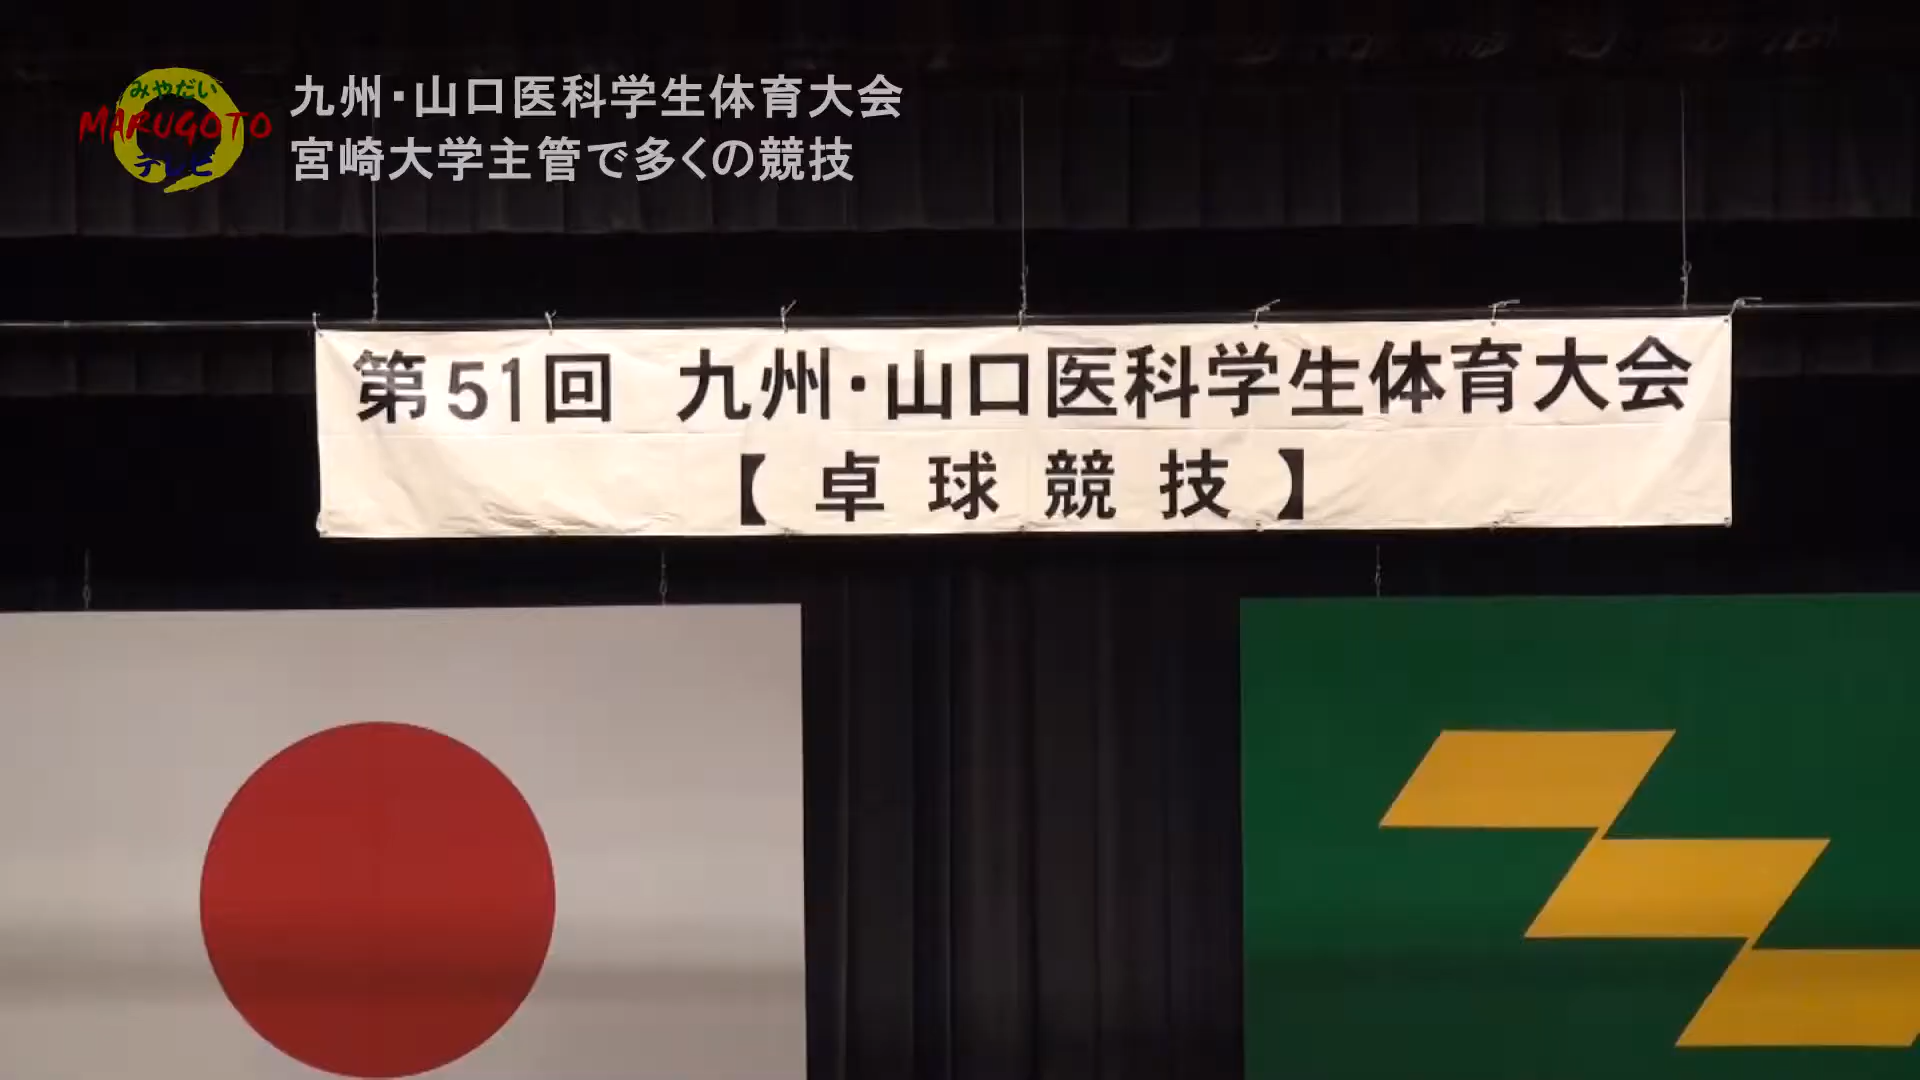 みやだい
MARUGOTO
テレビ
九州・山口医科学生体育大会
宮崎大学主管で多くの競技
第51回 九州・山口医科学生体育大会
【卓球競技】